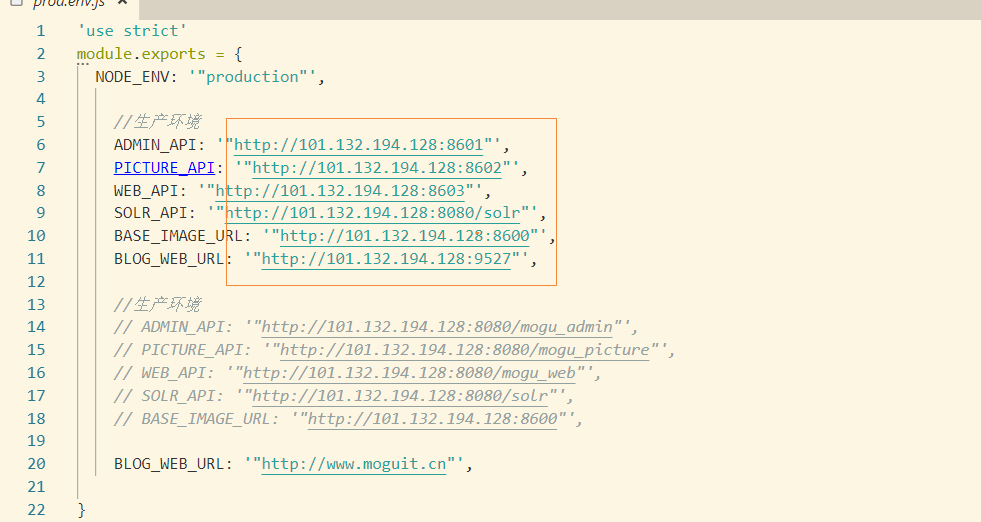 prod.env.js ×
1 'use strict'
2 module.exports = {
3 NODE_ENV: '"production"',
4
5 //生产环境
6 ADMIN_API: '"http://101.132.194.128:8601"',
7 PICTURE_API: '"http://101.132.194.128:8602"',
8 WEB_API: '"http://101.132.194.128:8603"',
9 SOLR_API: '"http://101.132.194.128:8080/solr"',
10 BASE_IMAGE_URL: '"http://101.132.194.128:8600"',
11 BLOG_WEB_URL: '"http://101.132.194.128:9527"',
12
13 //生产环境
14 // ADMIN_API: '"http://101.132.194.128:8080/mogu_admin"',
15 // PICTURE_API: '"http://101.132.194.128:8080/mogu_picture"',
16 // WEB_API: '"http://101.132.194.128:8080/mogu_web"',
17 // SOLR_API: '"http://101.132.194.128:8080/solr"',
18 // BASE_IMAGE_URL: '"http://101.132.194.128:8600"',
19
20 BLOG_WEB_URL: '"http://www.moguit.cn"',
21
22 }